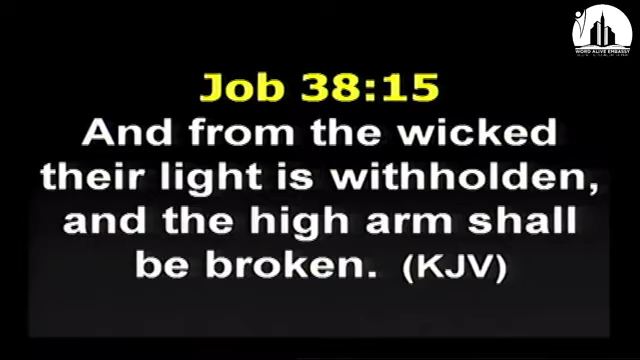 WORD ALIVE EMBASSY
Job 38:15
And from the wicked
their light is withholden,
and the high arm shall
be broken. (KJV)